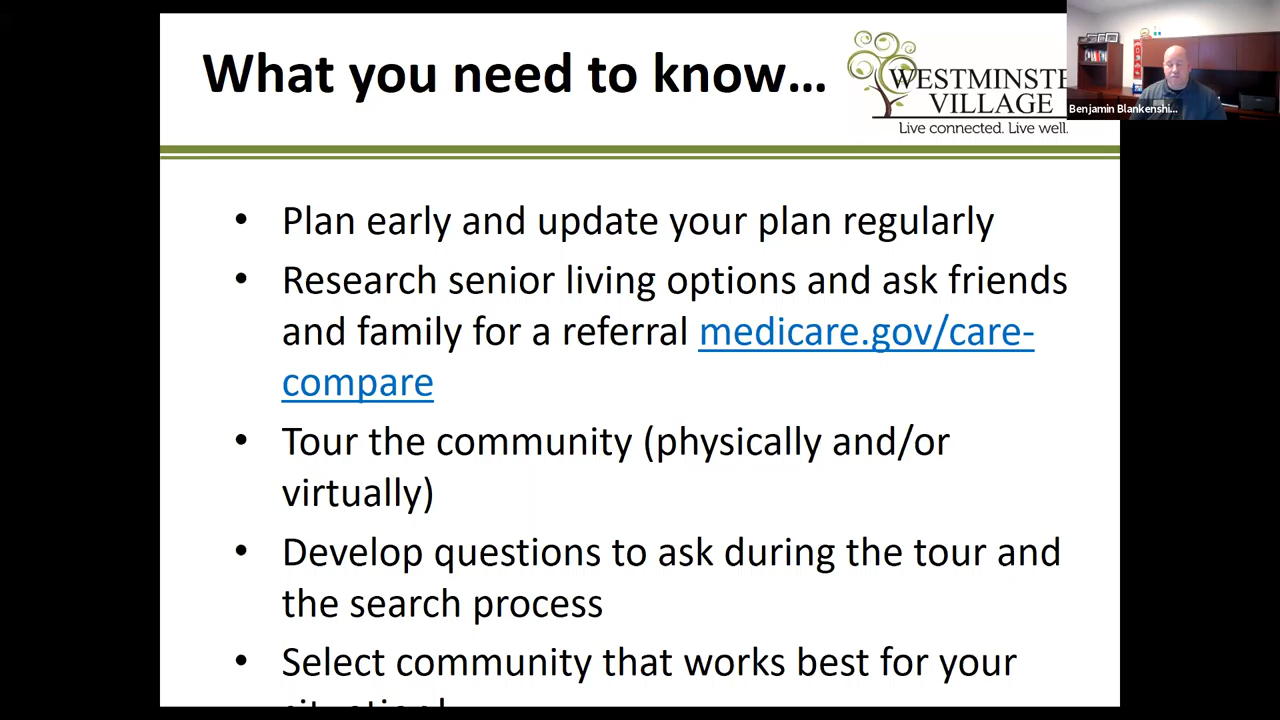 What you need to know...
WESTMINSTE
VILLAGE
Live connected. Live well.
Benjamin Blankenshi...
• Plan early and update your plan regularly
• Research senior living options and ask friends
and family for a referral medicare.gov/care-
compare
• Tour the community (physically and/or
virtually)
• Develop questions to ask during the tour and
the search process
• Select community that works best for your
situation!